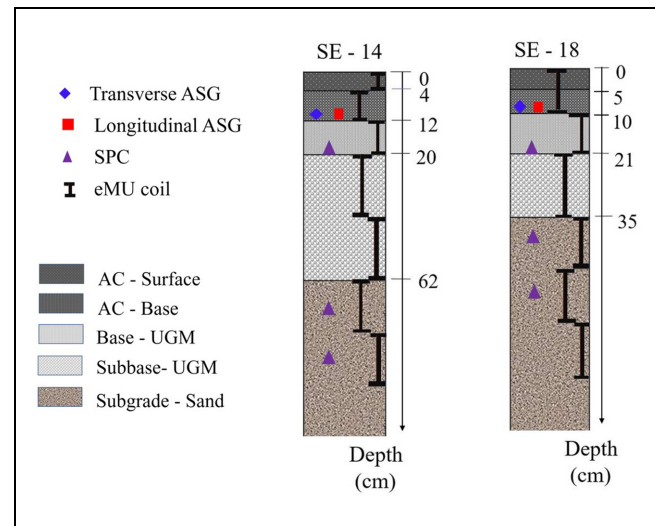 SE - 14
SE - 18
Transverse ASG
Longitudinal ASG
SPC
eMU coil
AC - Surface
AC - Base
Base - UGM
Subbase- UGM
Subgrade - Sand
0
4
12
20
62
Depth
(cm)
0
5
10
21
35
Depth
(cm)